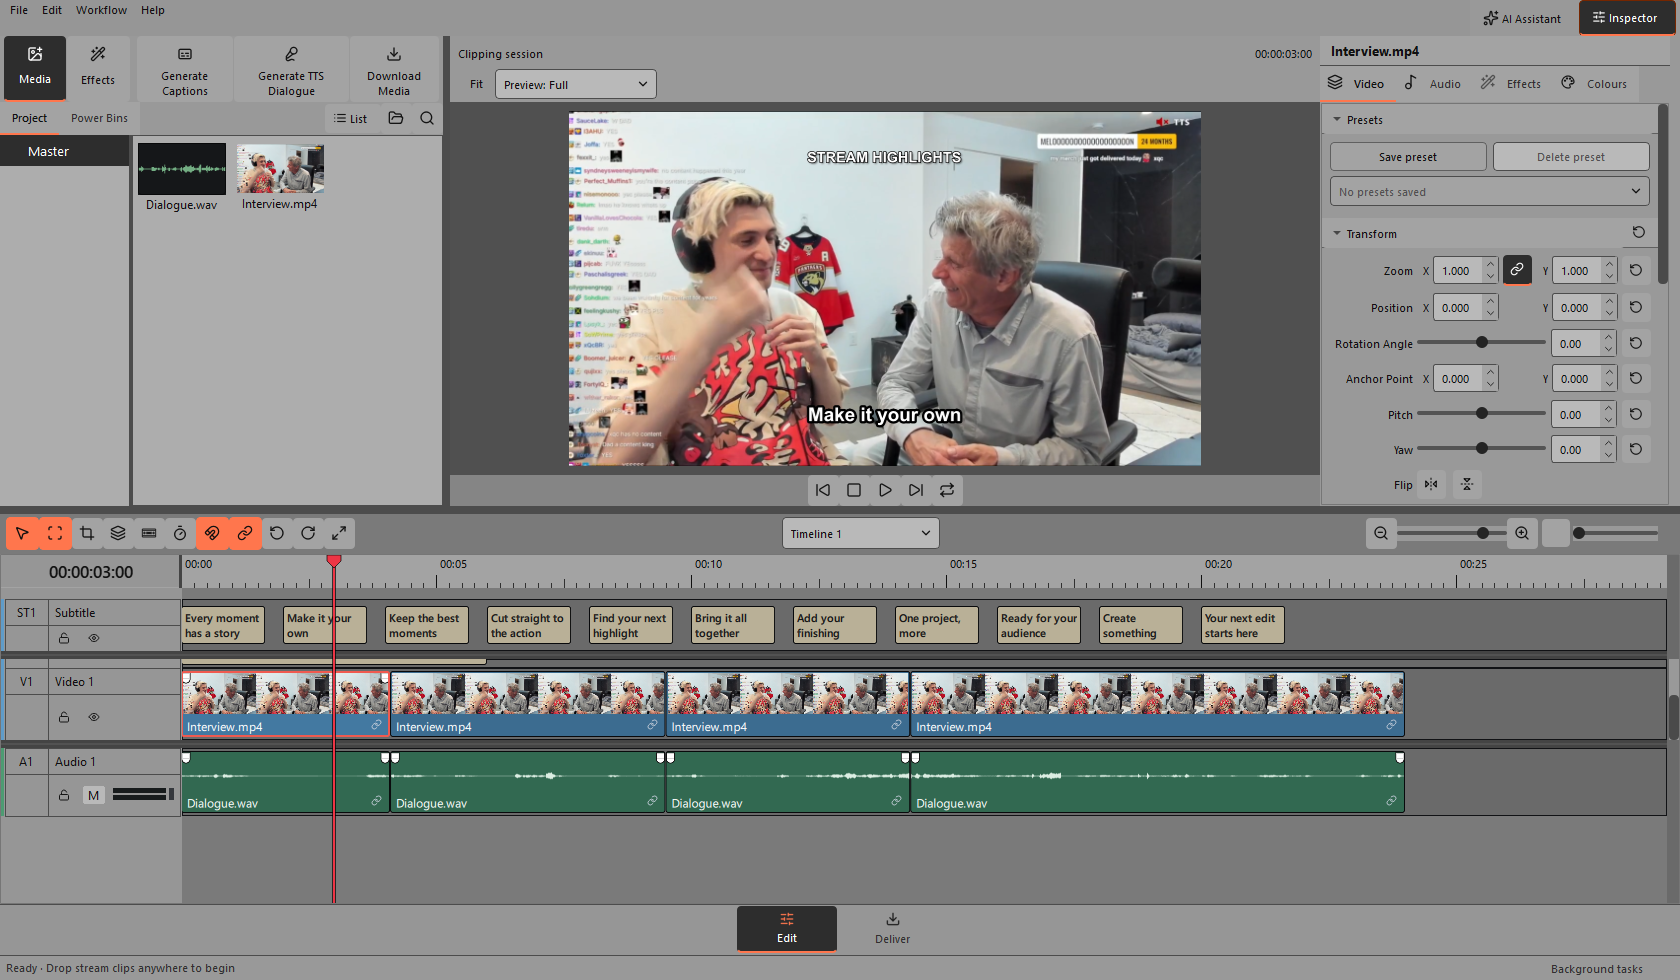 File Edit Workflow Help
AI Assistant
Inspector
Media
Effects
Generate Captions
Generate TTS Dialogue
Download Media
Project
Power Bins
List
Master
Dialogue.wav
Interview.mp4
Clipping session
00:00:03:00
Fit
Preview: Full
SauceLake:
TTS
24 MONTHS
STREAM HIGHLIGHTS
Make it your own
Interview.mp4
Video
Audio
Effects
Colours
Presets
Save preset
Delete preset
No presets saved
Transform
Zoom X 1.000 Y 1.000
Position X 0.000 Y 0.000
Rotation Angle 0.00
Anchor Point X 0.000 Y 0.000
Pitch 0.00
Yaw 0.00
Flip
Timeline 1
00:00:03:00
00:00 00:05 00:10 00:15 00:20 00:25
ST1 Subtitle
Every moment has a story
Make it your own
Keep the best moments
Cut straight to the action
Find your next highlight
Bring it all together
Add your finishing
One project, more
Ready for your audience
Create something
Your next edit starts here
V1 Video 1
Interview.mp4
Interview.mp4
Interview.mp4
Interview.mp4
A1 Audio 1
M
Dialogue.wav
Dialogue.wav
Dialogue.wav
Dialogue.wav
Edit
Deliver
Ready · Drop stream clips anywhere to begin
Background tasks